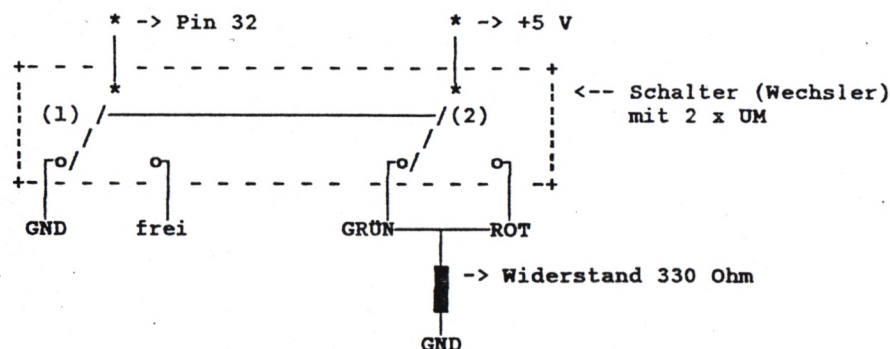 * -> Pin 32 * -> +5 V
<-- Schalter (Wechsler)
(1) (2) mit 2 x UM
GND frei GRÜN ROT
-> Widerstand 330 Ohm
GND